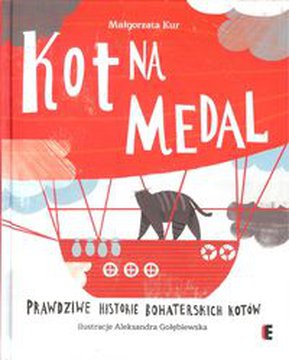 Małgorzata Kur
KOT NA
MEDAL
PRAWDZIWE HISTORIE BOHATERSKICH KOTÓW
ilustracje Aleksandra Gołębiewska
E